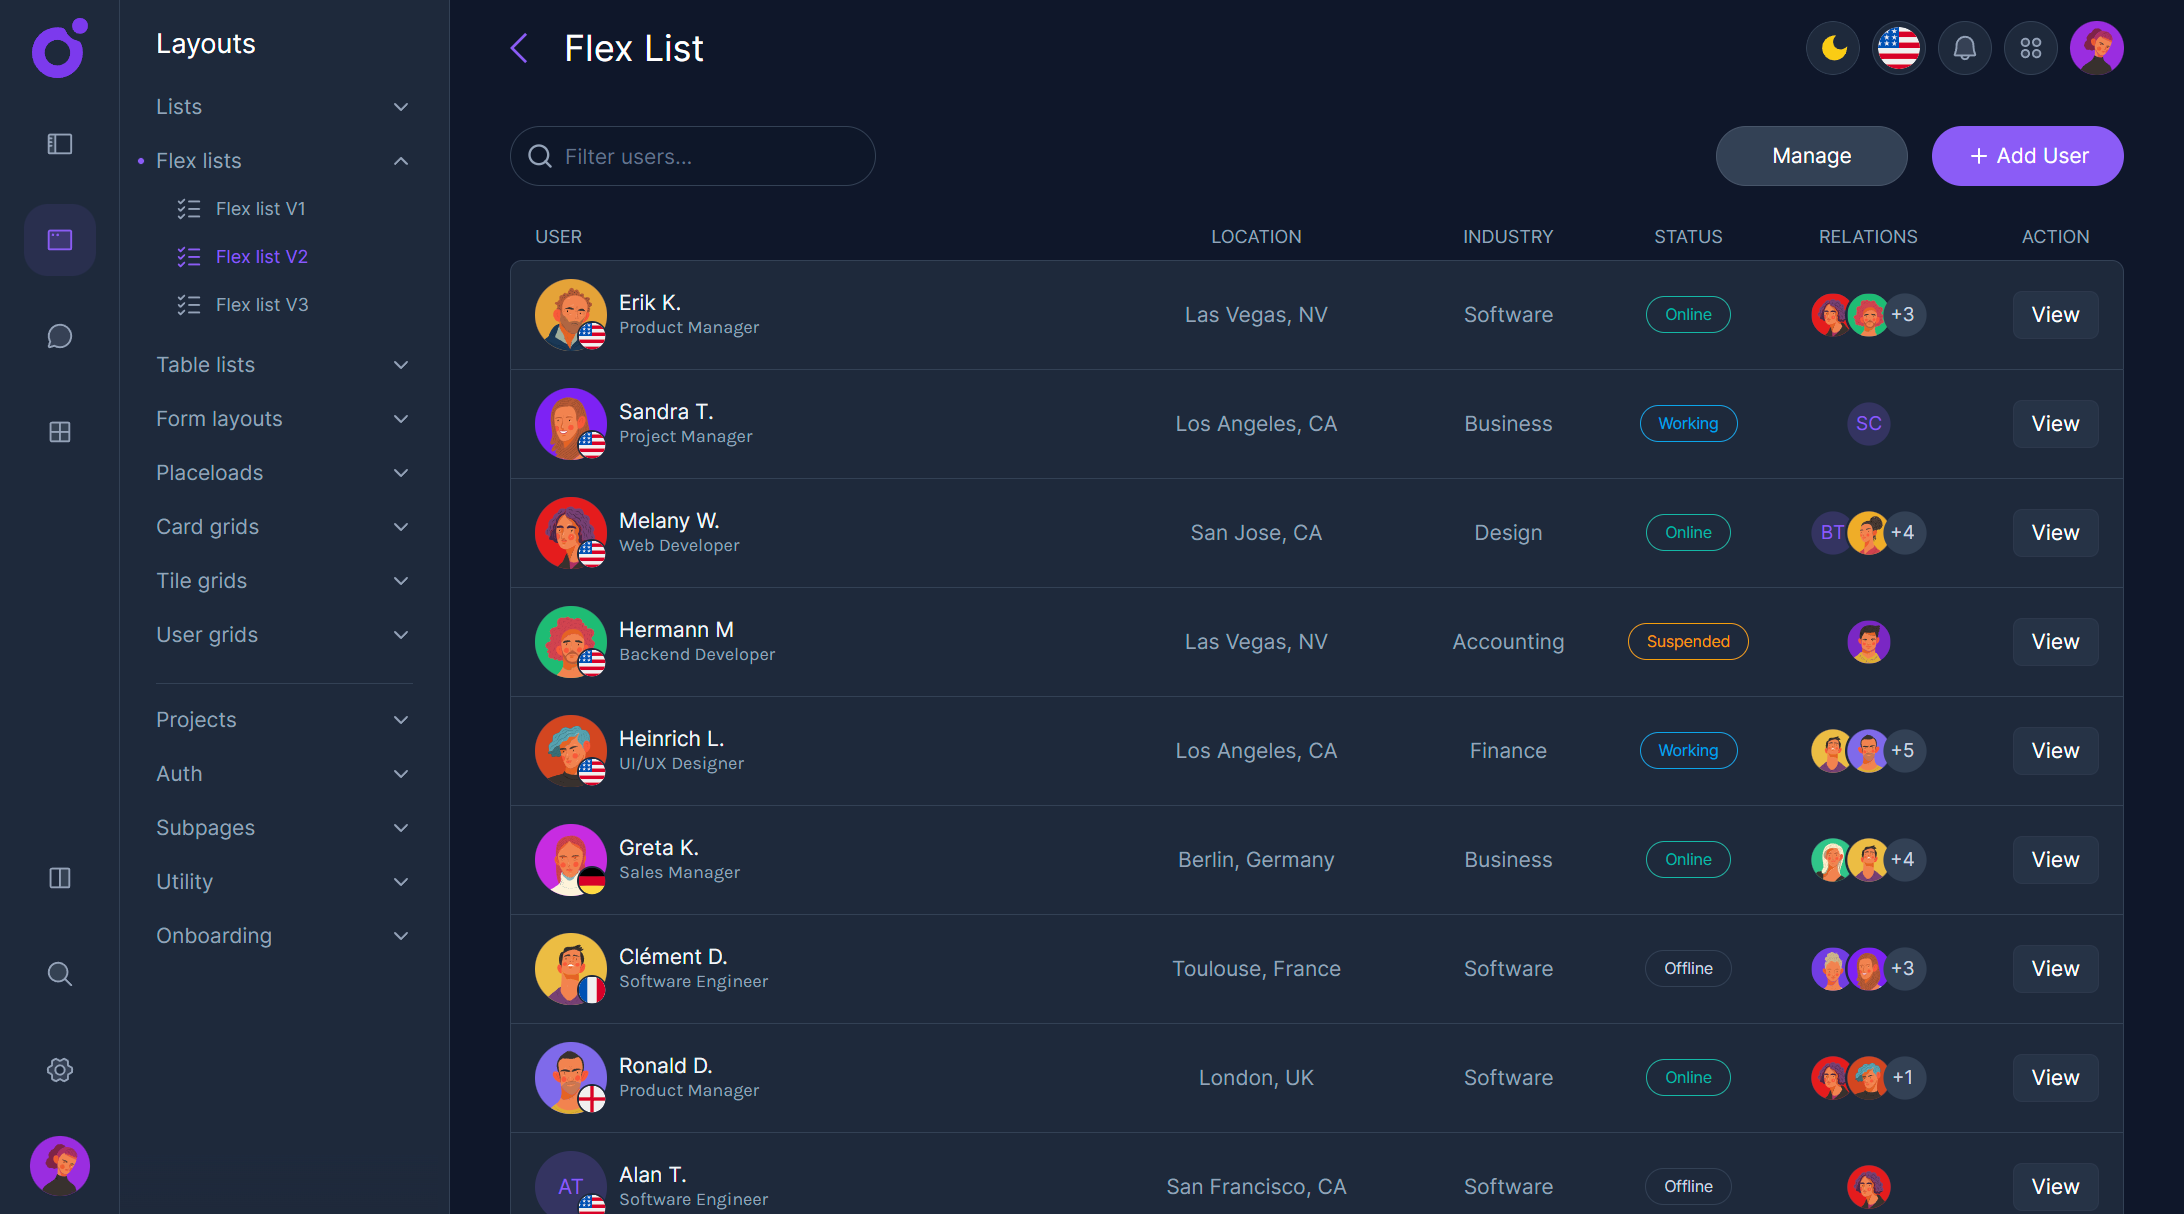 Layouts
Lists
Flex lists
Flex list V1
Flex list V2
Flex list V3
Table lists
Form layouts
Placeloads
Card grids
Tile grids
User grids
Projects
Auth
Subpages
Utility
Onboarding
Flex List
Filter users...
Manage
+ Add User
USER LOCATION INDUSTRY STATUS RELATIONS ACTION
Erik K.
Product Manager
Las Vegas, NV Software Online +3 View
Sandra T.
Project Manager
Los Angeles, CA Business Working SC View
Melany W.
Web Developer
San Jose, CA Design Online BT +4 View
Hermann M
Backend Developer
Las Vegas, NV Accounting Suspended View
Heinrich L.
UI/UX Designer
Los Angeles, CA Finance Working +5 View
Greta K.
Sales Manager
Berlin, Germany Business Online +4 View
Clément D.
Software Engineer
Toulouse, France Software Offline +3 View
Ronald D.
Product Manager
London, UK Software Online +1 View
AT
Alan T.
Software Engineer
San Francisco, CA Software Offline View